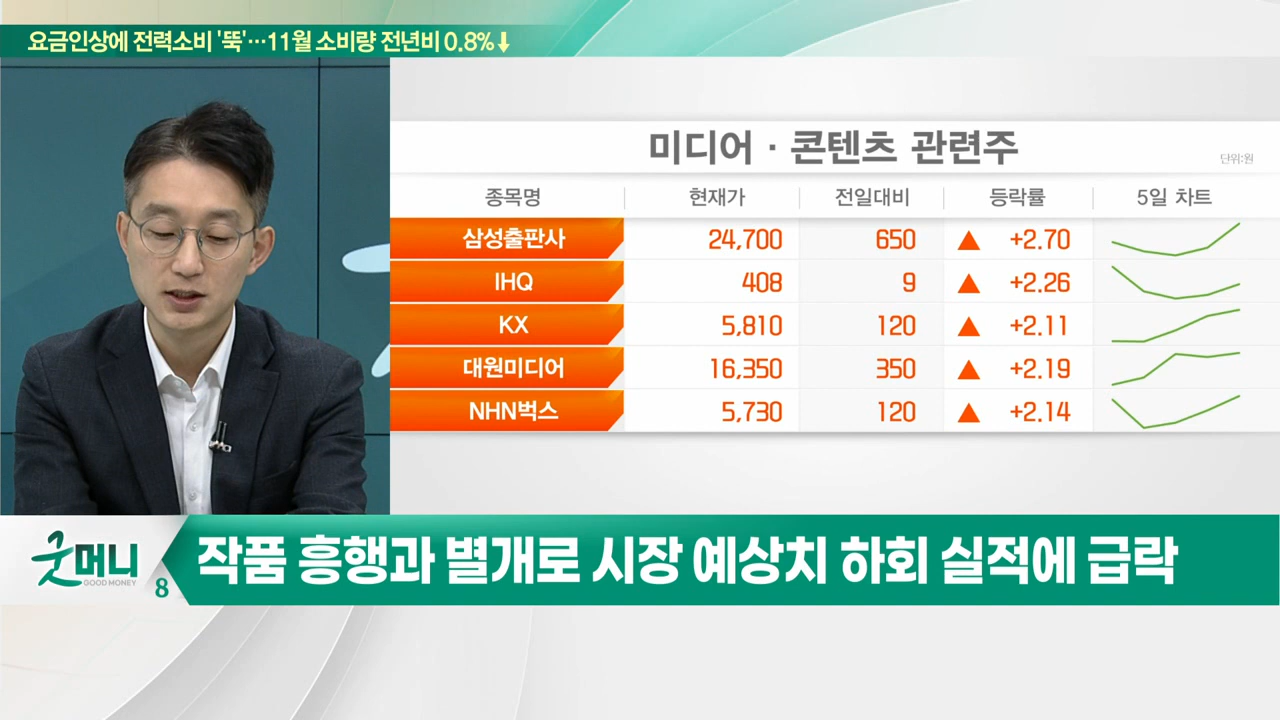 요금인상에 전력소비 '뚝'…11월 소비량 전년비 0.8%↓
미디어 · 콘텐츠 관련주
단위:원
종목명 현재가 전일대비 등락률 5일 차트
삼성출판사 24,700 650 ▲ +2.70
IHQ 408 9 ▲ +2.26
KX 5,810 120 ▲ +2.11
대원미디어 16,350 350 ▲ +2.19
NHN벅스 5,730 120 ▲ +2.14
굿머니
GOOD MONEY
8
작품 흥행과 별개로 시장 예상치 하회 실적에 급락